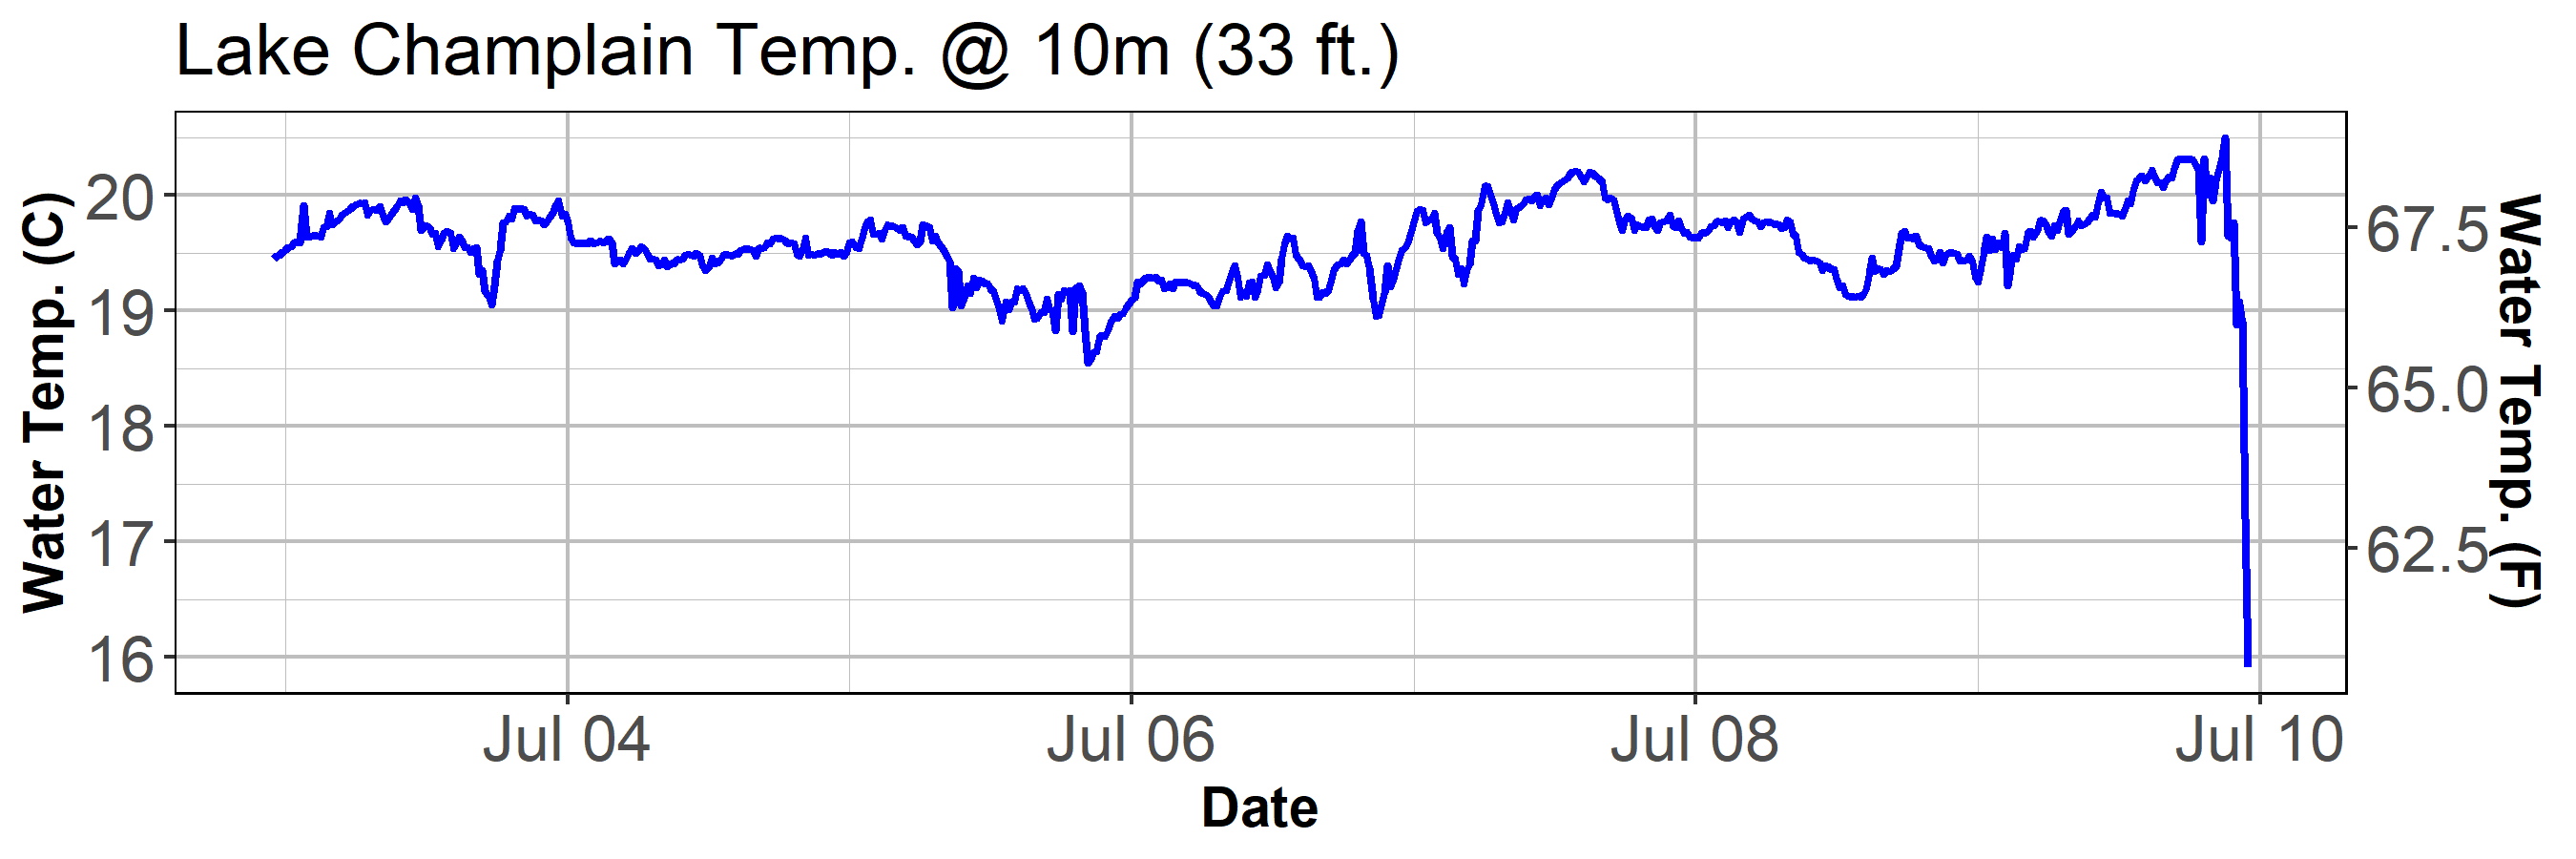 Lake Champlain Temp. @ 10m (33 ft.)
Water Temp. (C)
20
19
18
17
16
67.5
65.0
62.5
Water Temp. (F)
Jul 04
Jul 06
Jul 08
Jul 10
Date